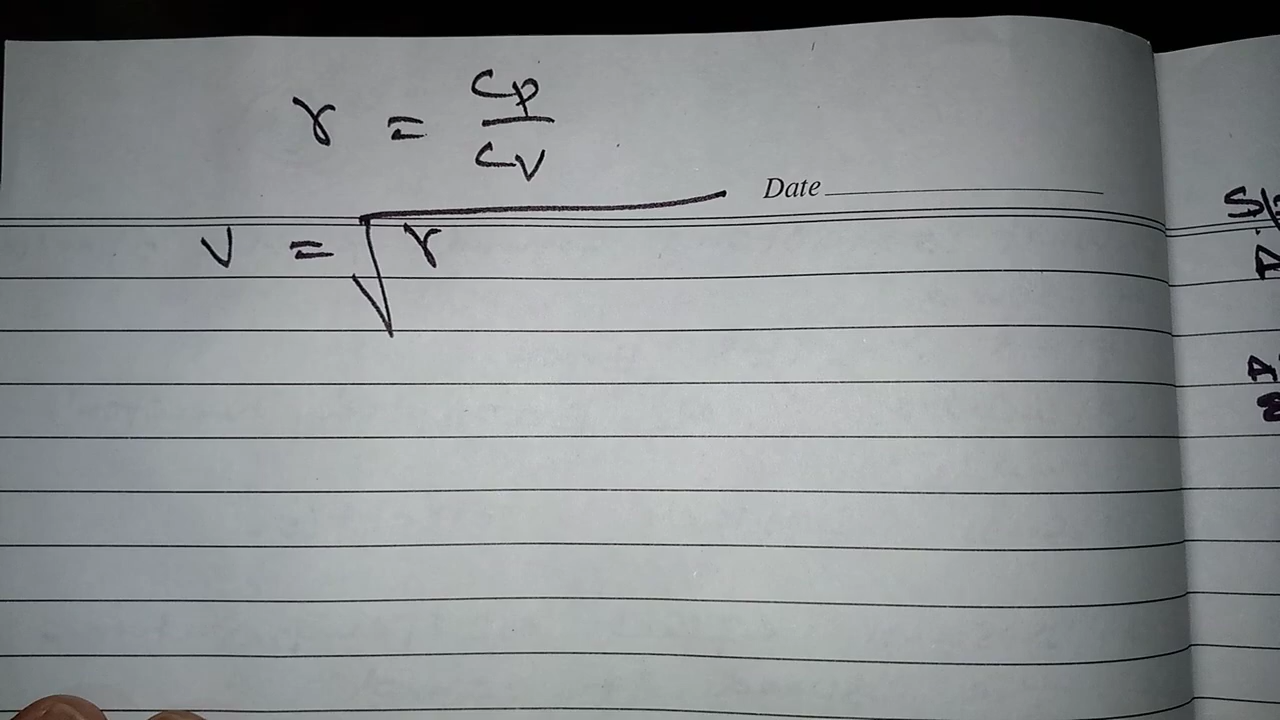 γ = Cp/Cv
Date
v = √γ
S/
A
A